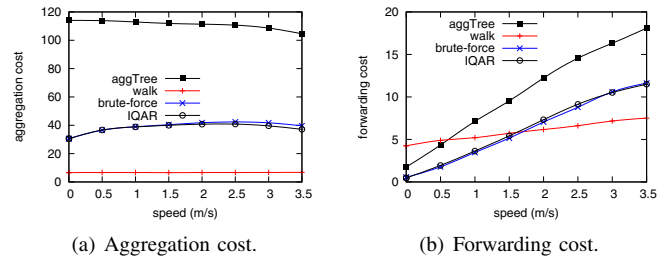 120
100
80
60
40
20
0
aggregation cost
aggTree
walk
brute-force
IQAR
0 0.5 1 1.5 2 2.5 3 3.5
speed (m/s)
(a) Aggregation cost.
20
15
10
5
0
forwarding cost
aggTree
walk
brute-force
IQAR
0 0.5 1 1.5 2 2.5 3 3.5
speed (m/s)
(b) Forwarding cost.